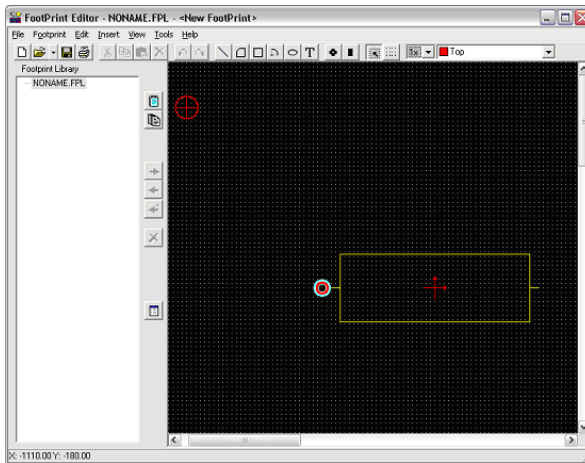 FootPrint Editor - NONAME.FPL - <New FootPrint>
File Footprint Edit Insert View Tools Help
T 1x Top
Footprint Library
NONAME.FPL
X: -1110.00 Y: -180.00